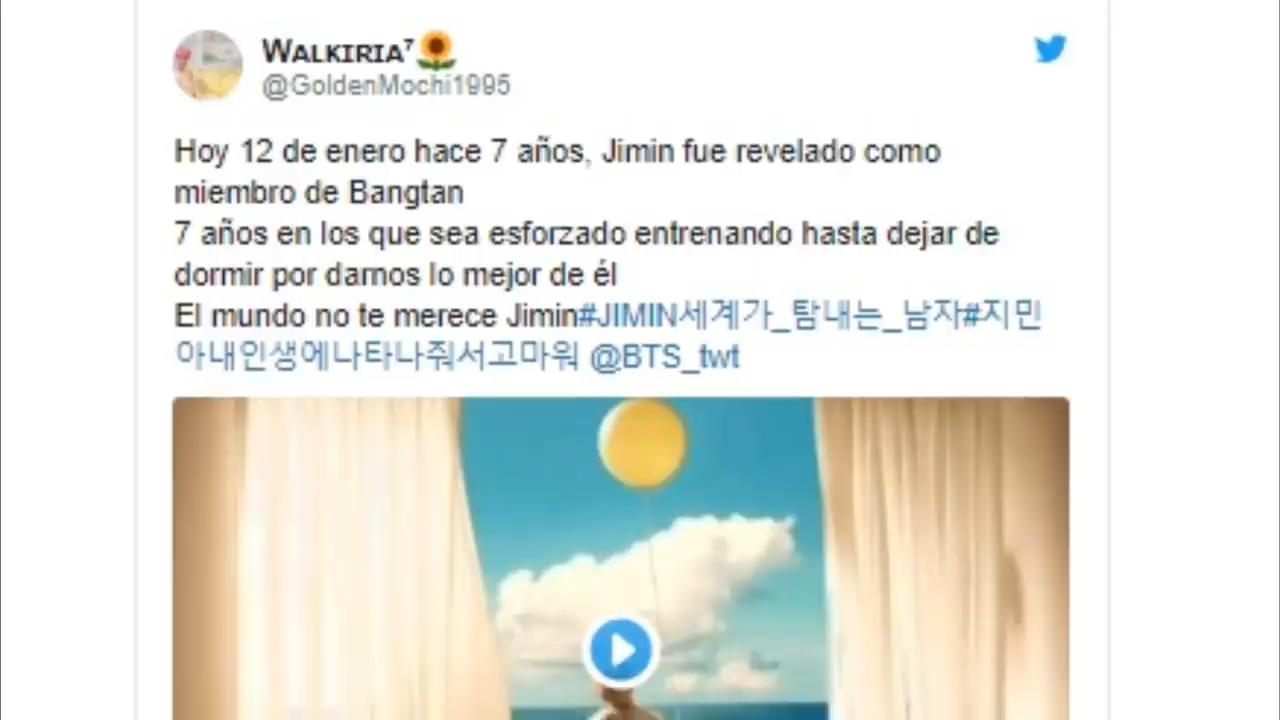 WALKIRIA⁷🌻
@GoldenMochi1995
Hoy 12 de enero hace 7 años, Jimin fue revelado como
miembro de Bangtan
7 años en los que sea esforzado entrenando hasta dejar de
dormir por darnos lo mejor de él
El mundo no te merece Jimin#JIMIN세계가_탐내는_남자#지민
아내인생에나타나줘서고마워 @BTS_twt